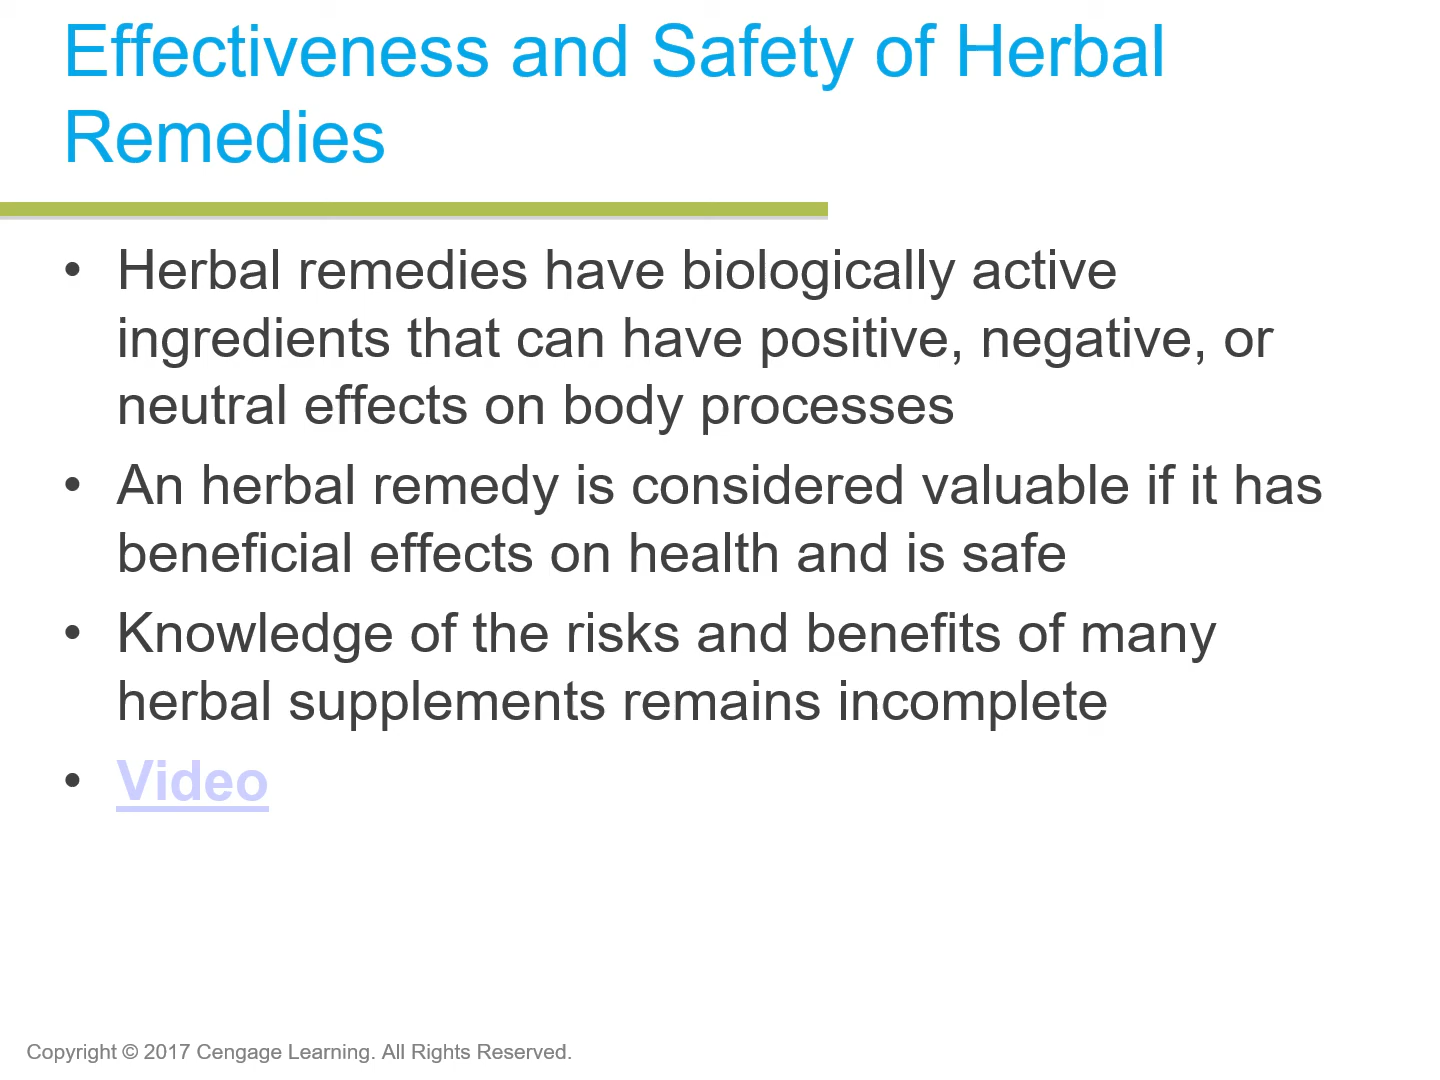 Effectiveness and Safety of Herbal
Remedies
• Herbal remedies have biologically active
ingredients that can have positive, negative, or
neutral effects on body processes
• An herbal remedy is considered valuable if it has
beneficial effects on health and is safe
• Knowledge of the risks and benefits of many
herbal supplements remains incomplete
• Video
Copyright © 2017 Cengage Learning. All Rights Reserved.